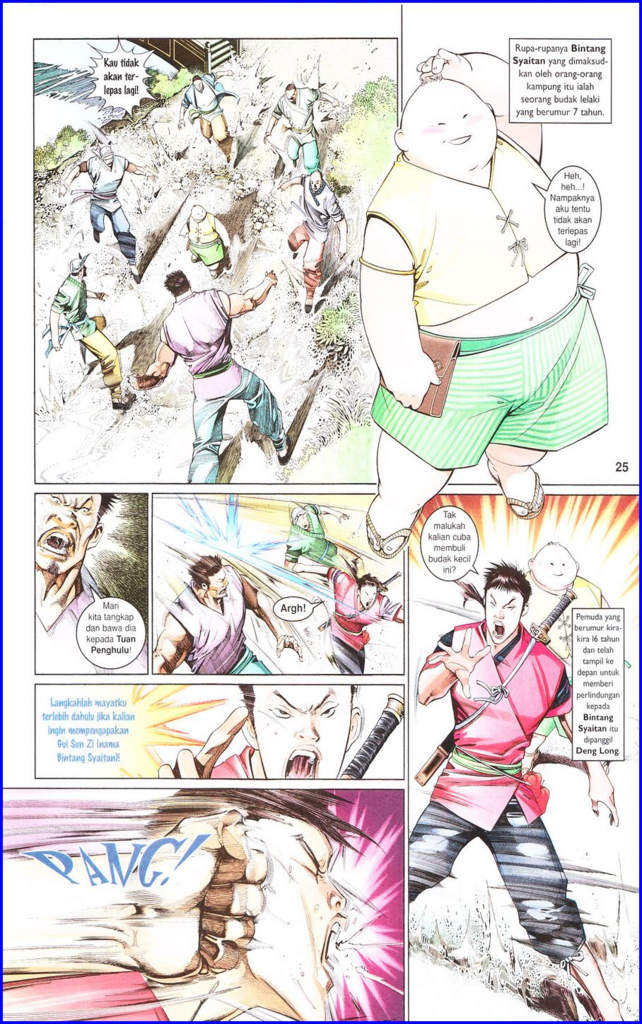 Kau tidak
akan ter-
lepas lagi!
Rupa-rupanya Bintang
Syaitan yang dimaksud-
kan oleh orang-orang
kampung itu ialah
seorang budak lelaki
yang berumur 7 tahun.
Heh,
heh...!
Nampaknya
aku tentu
tidak akan
terlepas
lagi!
25
Mari
kita tangkap
dan bawa dia
kepada Tuan
Penghulu!
Argh!
Tak
malukah
kalian cuba
membuli
budak kecil
ini?
Pemuda yang
berumur kira-
kira 16 tahun
dan telah
tampil ke
depan untuk
memberi
perlindungan
kepada
Bintang
Syaitan itu
dipanggil
Deng Long.
Langkahlah mayatku
terlebih dahulu jika kalian
ingin mempengapakan
Gui Sun Zi (nama
Bintang Syaitan)!
PANG!